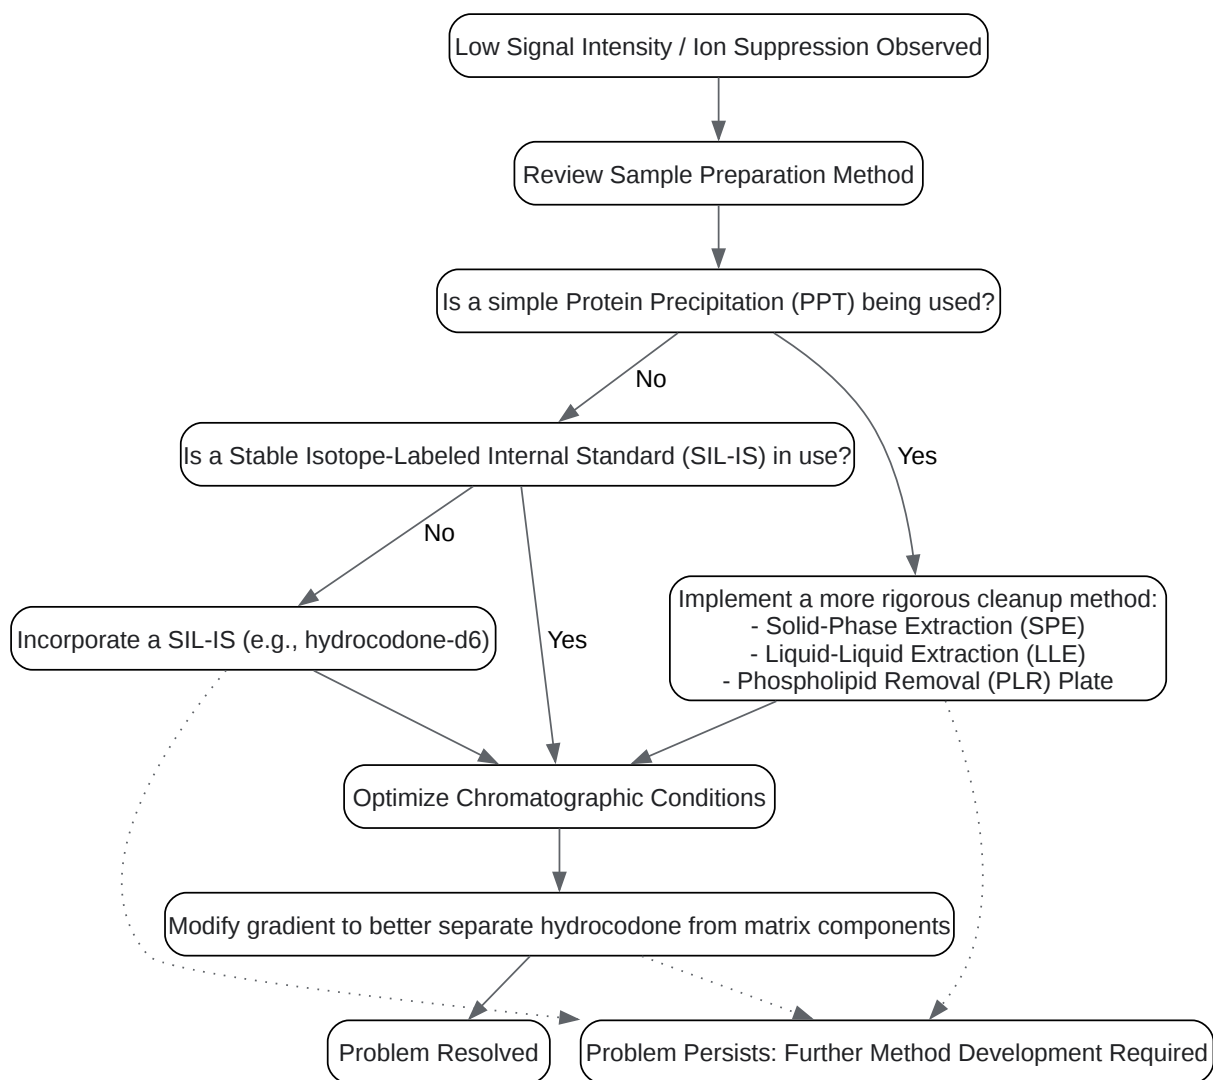 Low Signal Intensity / Ion Suppression Observed
Review Sample Preparation Method
Is a simple Protein Precipitation (PPT) being used?
No
Is a Stable Isotope-Labeled Internal Standard (SIL-IS) in use?
Yes
No
Implement a more rigorous cleanup method:
- Solid-Phase Extraction (SPE)
- Liquid-Liquid Extraction (LLE)
- Phospholipid Removal (PLR) Plate
Incorporate a SIL-IS (e.g., hydrocodone-d6)
Yes
Optimize Chromatographic Conditions
Modify gradient to better separate hydrocodone from matrix components
Problem Resolved
Problem Persists: Further Method Development Required